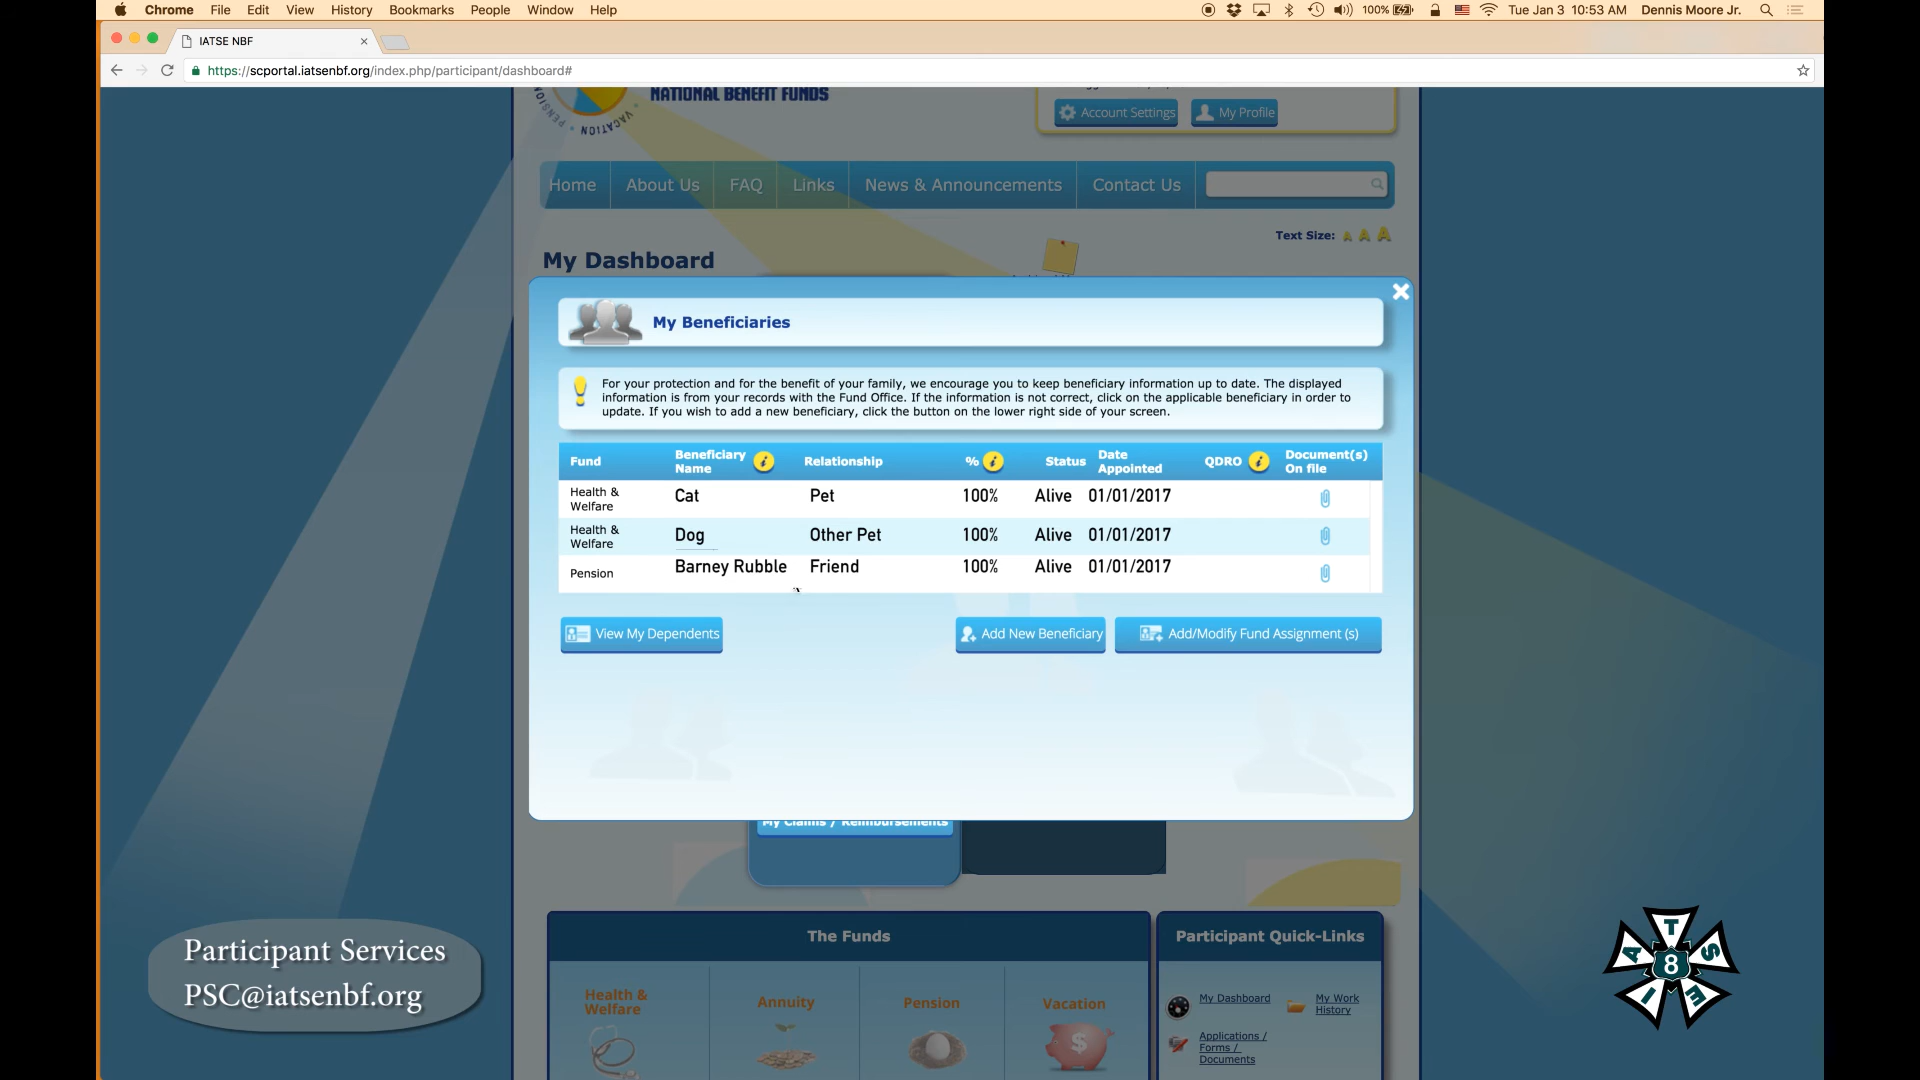 Chrome File Edit View History Bookmarks People Window Help 100% Tue Jan 3 10:53 AM Dennis Moore Jr.
IATSE NBF
https://scportal.iatsenbf.org/index.php/participant/dashboard#
NATIONAL BENEFIT FUNDS
PENSION • VACATION
Account Settings My Profile
Home About Us FAQ Links News & Announcements Contact Us
Text Size: A A A
My Dashboard
My Beneficiaries
For your protection and for the benefit of your family, we encourage you to keep beneficiary information up to date. The displayed
information is from your records with the Fund Office. If the information is not correct, click on the applicable beneficiary in order to
update. If you wish to add a new beneficiary, click the button on the lower right side of your screen.
Fund Beneficiary Name Relationship % Status Date Appointed QDRO Document(s) On file
Health & Welfare Cat Pet 100% Alive 01/01/2017
Health & Welfare Dog Other Pet 100% Alive 01/01/2017
Pension Barney Rubble Friend 100% Alive 01/01/2017
View My Dependents Add New Beneficiary Add/Modify Fund Assignment (s)
My Claims / Reimbursements
The Funds Participant Quick-Links
Health & Welfare Annuity Pension Vacation
My Dashboard My Work History
Applications / Forms / Documents
Participant Services
PSC@iatsenbf.org
I A T S E 8